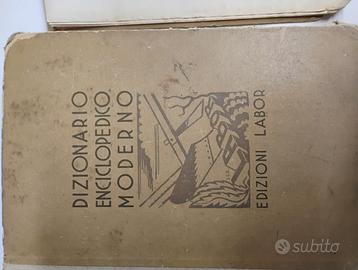 DIZIONARIO
ENCICLOPEDICO
MODERNO
EDIZIONI LABOR
subito